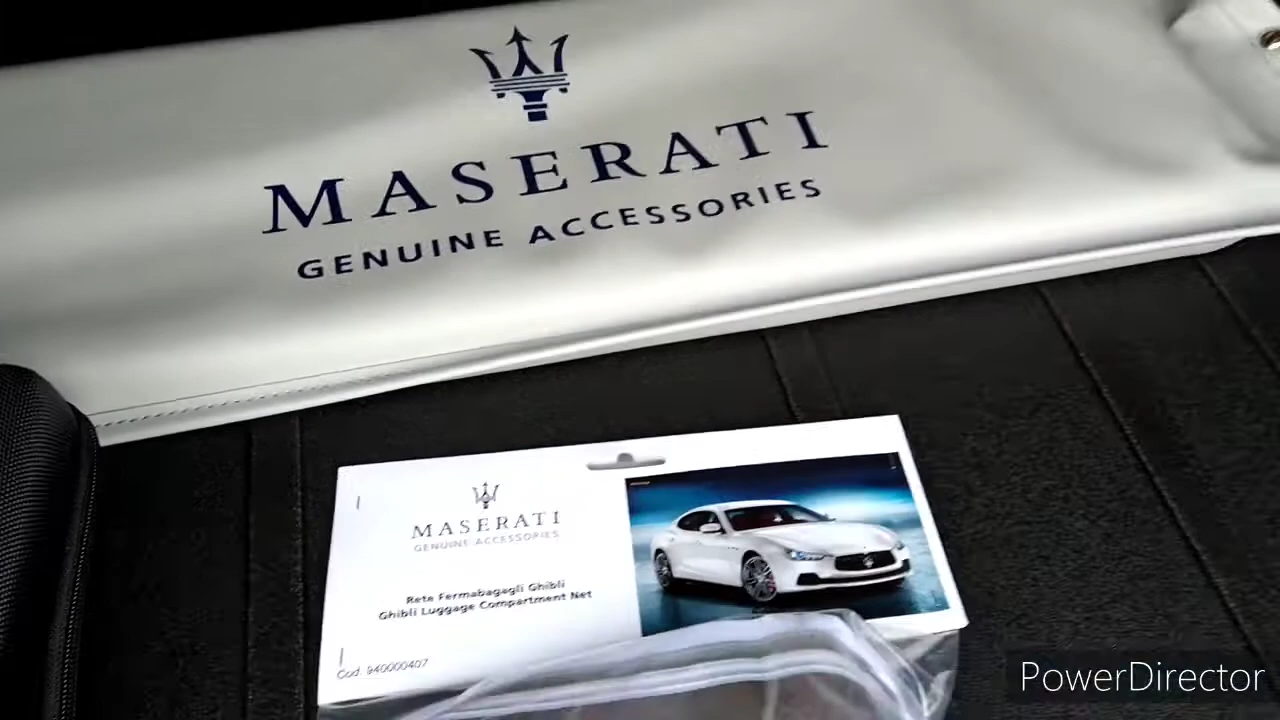 MASERATI
GENUINE ACCESSORIES
MASERATI
GENUINE ACCESSORIES
Rete Fermabagagli Ghibli
Ghibli Luggage Compartment Net
Cod. 940000407
PowerDirector